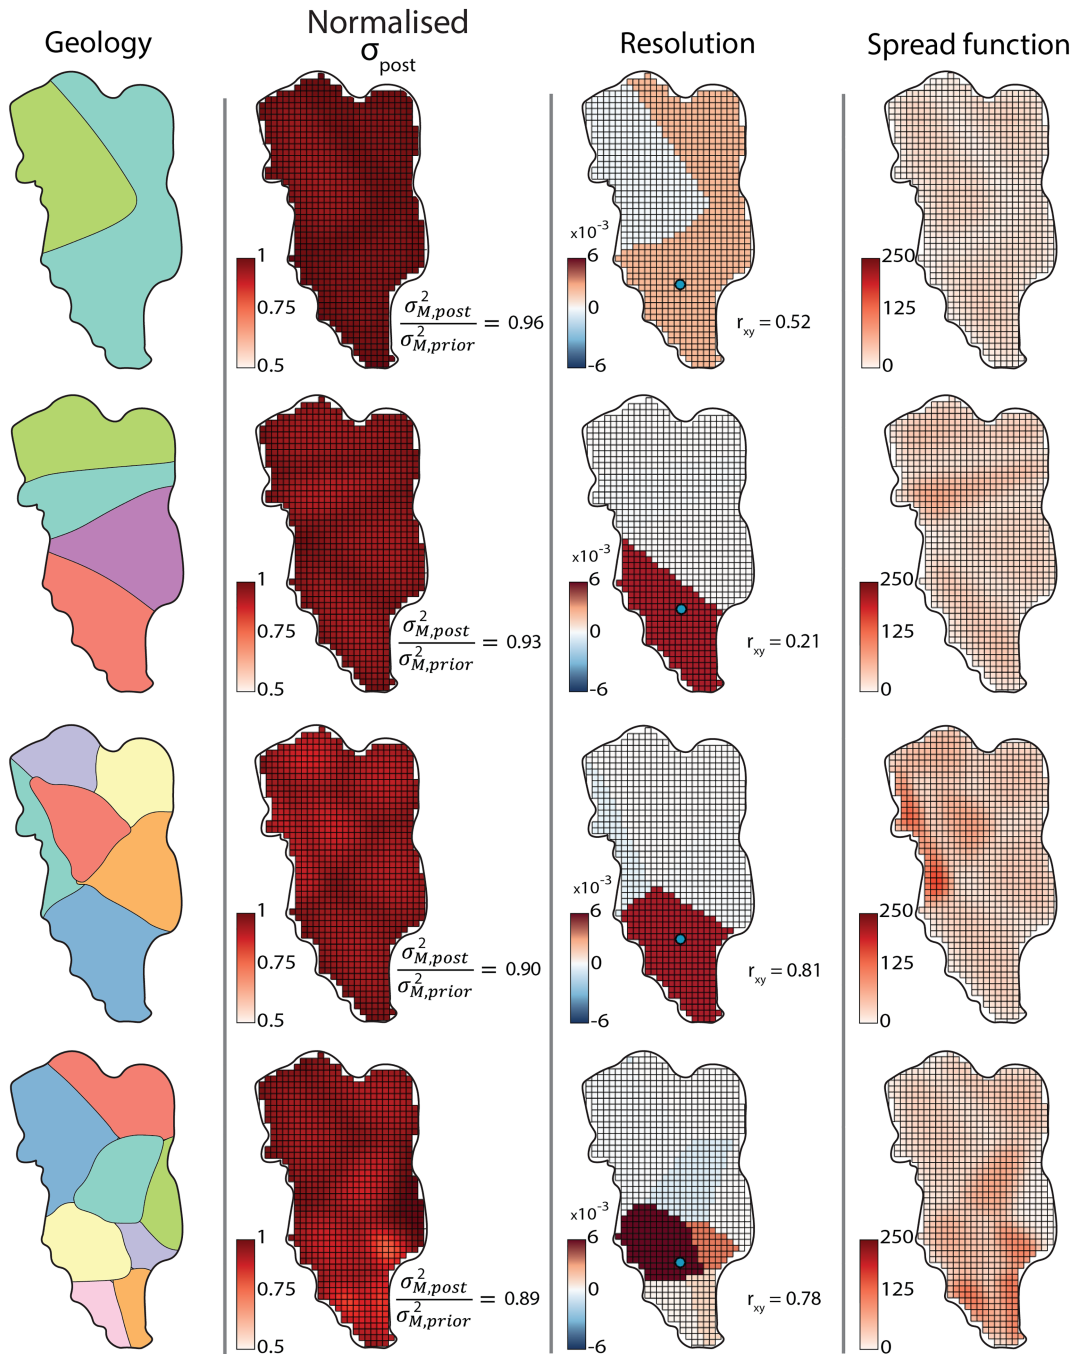 Geology
Normalised
σpost
Resolution
Spread function
1
0.75
0.5
σ²M,post
σ²M,prior
= 0.96
x10⁻³
6
0
-6
rxy = 0.52
250
125
0
1
0.75
0.5
σ²M,post
σ²M,prior
= 0.93
x10⁻³
6
0
-6
rxy = 0.21
250
125
0
1
0.75
0.5
σ²M,post
σ²M,prior
= 0.90
x10⁻³
6
0
-6
rxy = 0.81
250
125
0
1
0.75
0.5
σ²M,post
σ²M,prior
= 0.89
x10⁻³
6
0
-6
rxy = 0.78
250
125
0